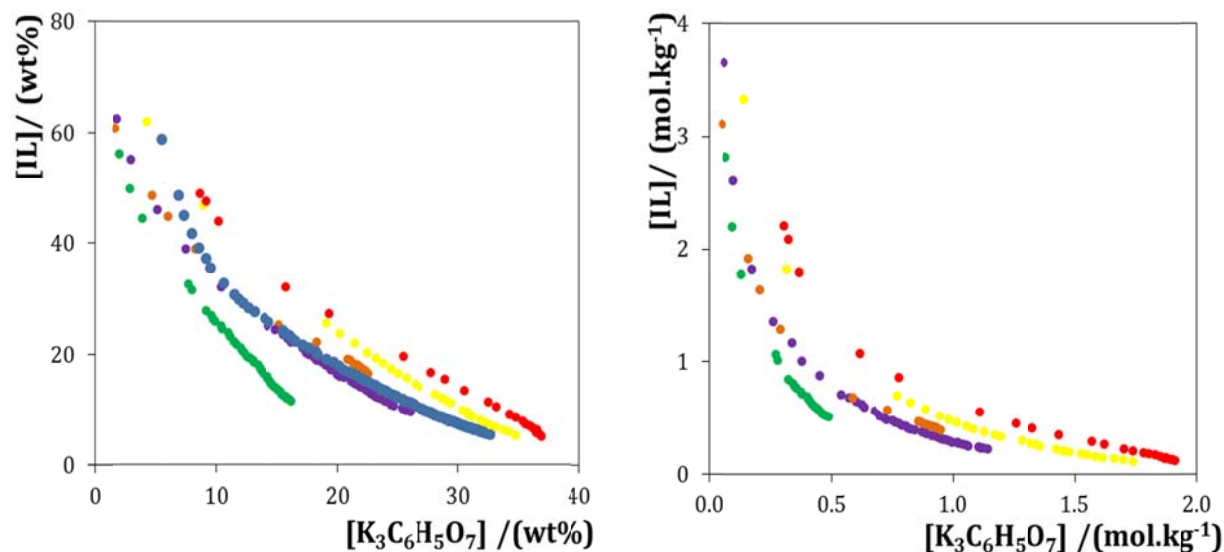 [IL]/ (wt%)
80
60
40
20
0
0 10 20 30 40
[K₃C₆H₅O₇] /(wt%)
[IL]/ (mol.kg⁻¹)
4
3
2
1
0
0.0 0.5 1.0 1.5 2.0
[K₃C₆H₅O₇] /(mol.kg⁻¹)